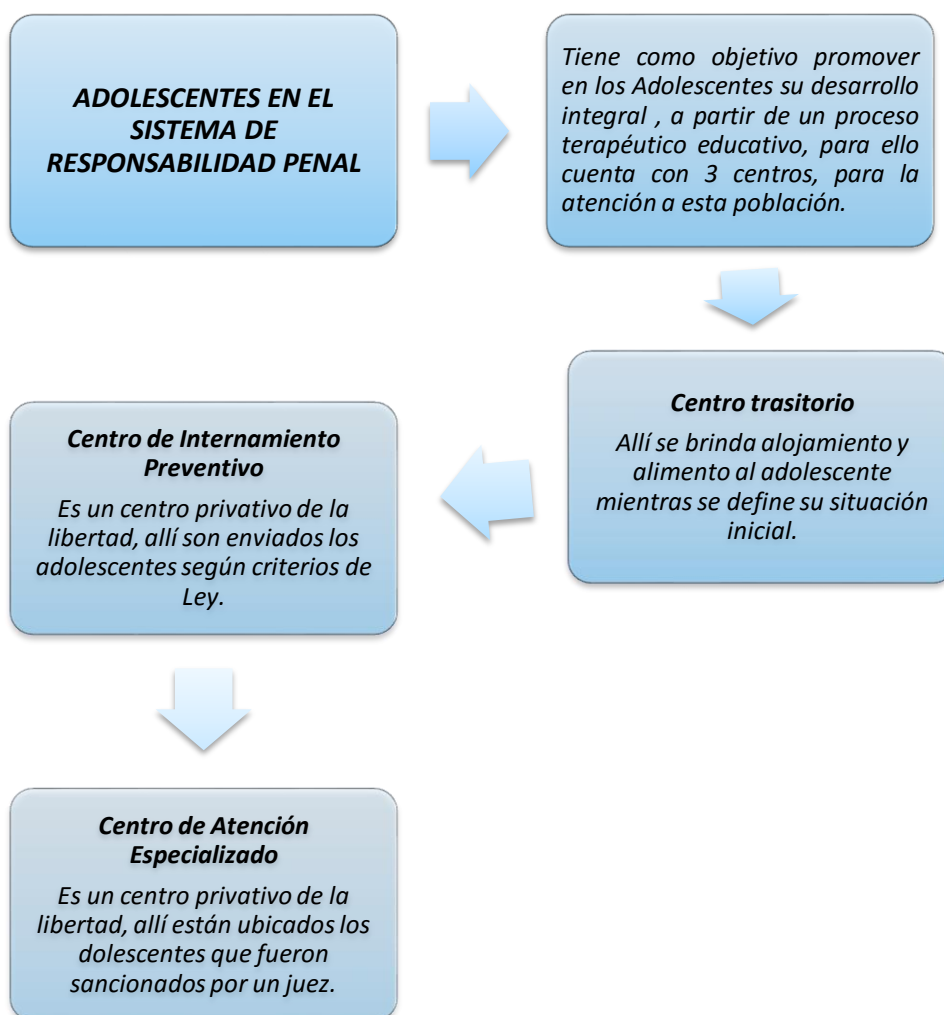 ADOLESCENTES EN EL
SISTEMA DE
RESPONSABILIDAD PENAL
Tiene como objetivo promover
en los Adolescentes su desarrollo
integral , a partir de un proceso
terapéutico educativo, para ello
cuenta con 3 centros, para la
atención a esta población.
Centro trasitorio
Allí se brinda alojamiento y
alimento al adolescente
mientras se define su situación
inicial.
Centro de Internamiento
Preventivo
Es un centro privativo de la
libertad, allí son enviados los
adolescentes según criterios de
Ley.
Centro de Atención
Especializado
Es un centro privativo de la
libertad, allí están ubicados los
dolescentes que fueron
sancionados por un juez.